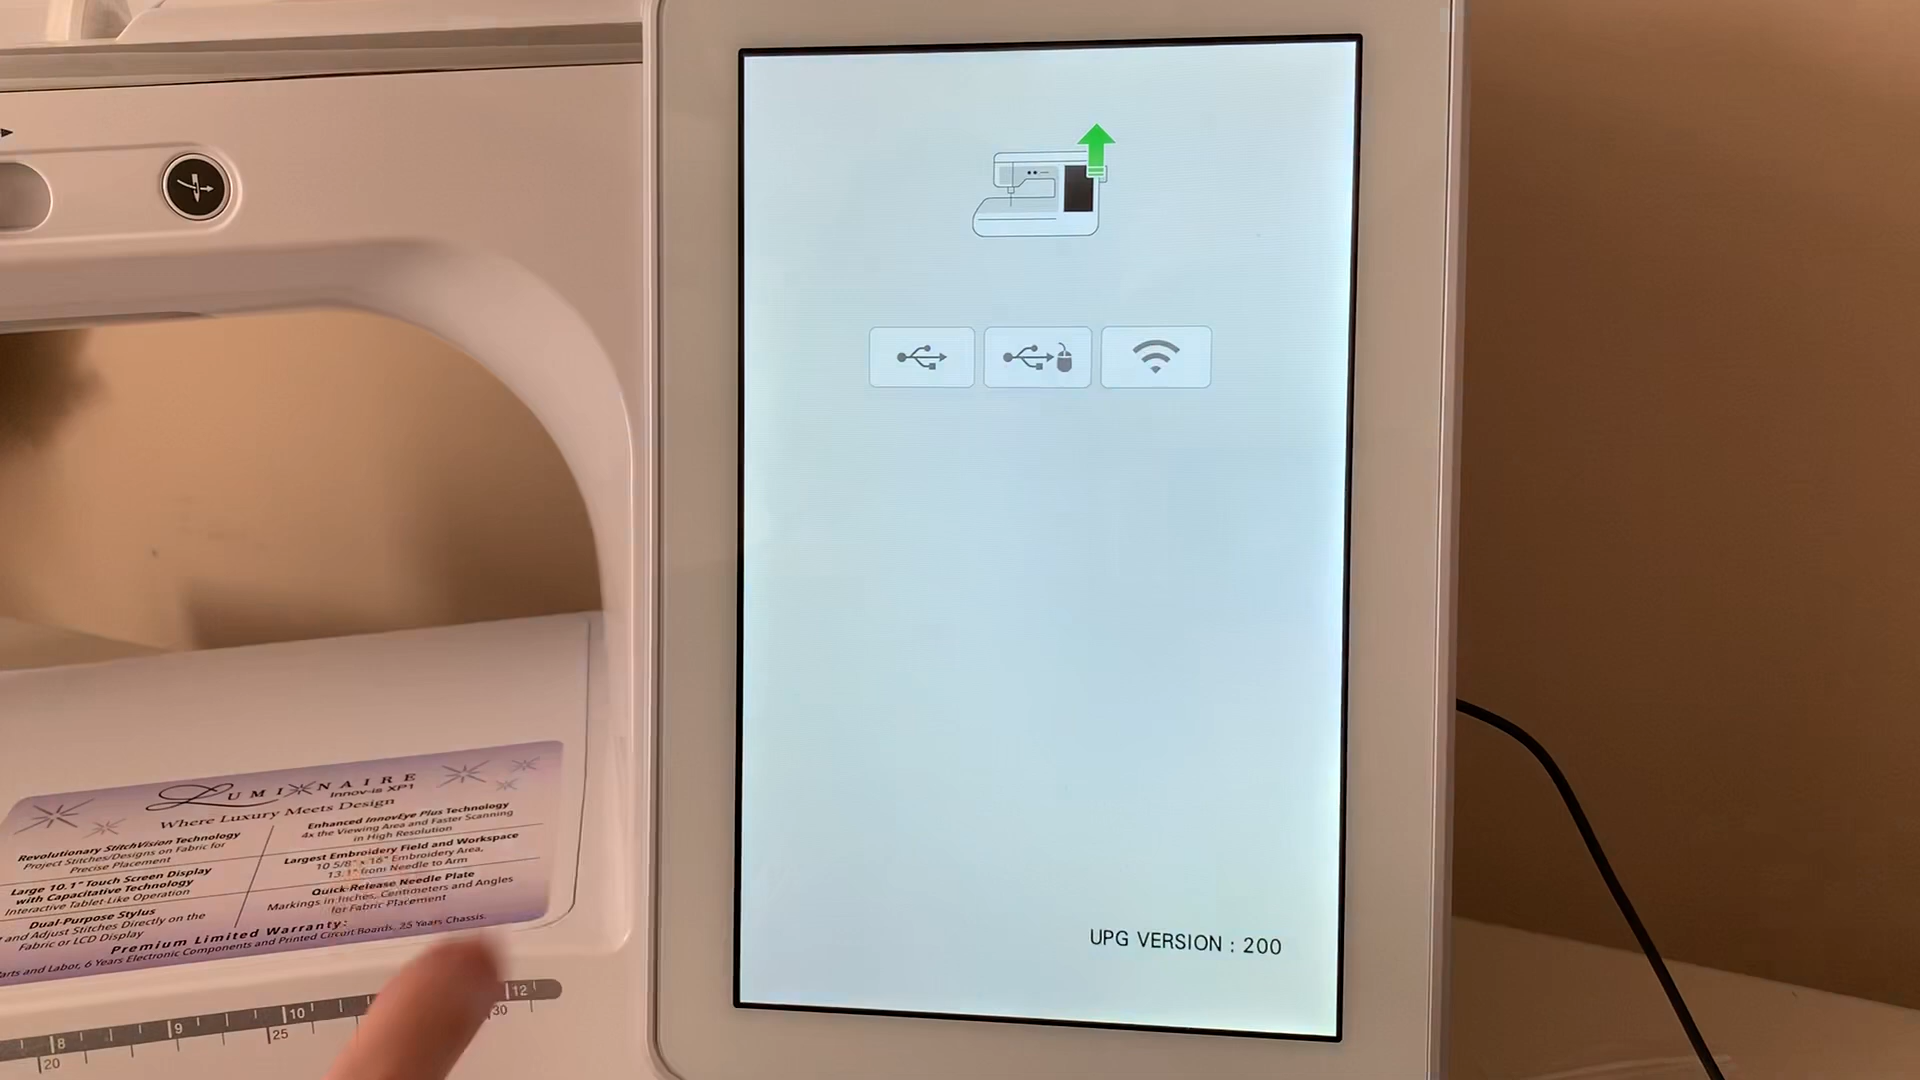 LUMINAIRE
Innov-is XP1
Where Luxury Meets Design
Revolutionary StitchVision Technology
Project Stitches/Designs on Fabric for
Precise Placement
Large 10.1" Touch Screen Display
with Capacitative Technology
Interactive Tablet-Like Operation
Dual-Purpose Stylus
and Adjust Stitches Directly on the
Fabric or LCD Display
Enhanced InnovEye Plus Technology
4x the Viewing Area and Faster Scanning
in High Resolution
Largest Embroidery Field and Workspace
10 5/8" x 16" Embroidery Area,
13.1" from Needle to Arm
Quick-Release Needle Plate
Markings in Inches, Centimeters and Angles
for Fabric Placement
Premium Limited Warranty:
Parts and Labor, 6 Years Electronic Components and Printed Circuit Boards, 25 Years Chassis.
8 9 10 12
20 25 30
UPG VERSION : 200